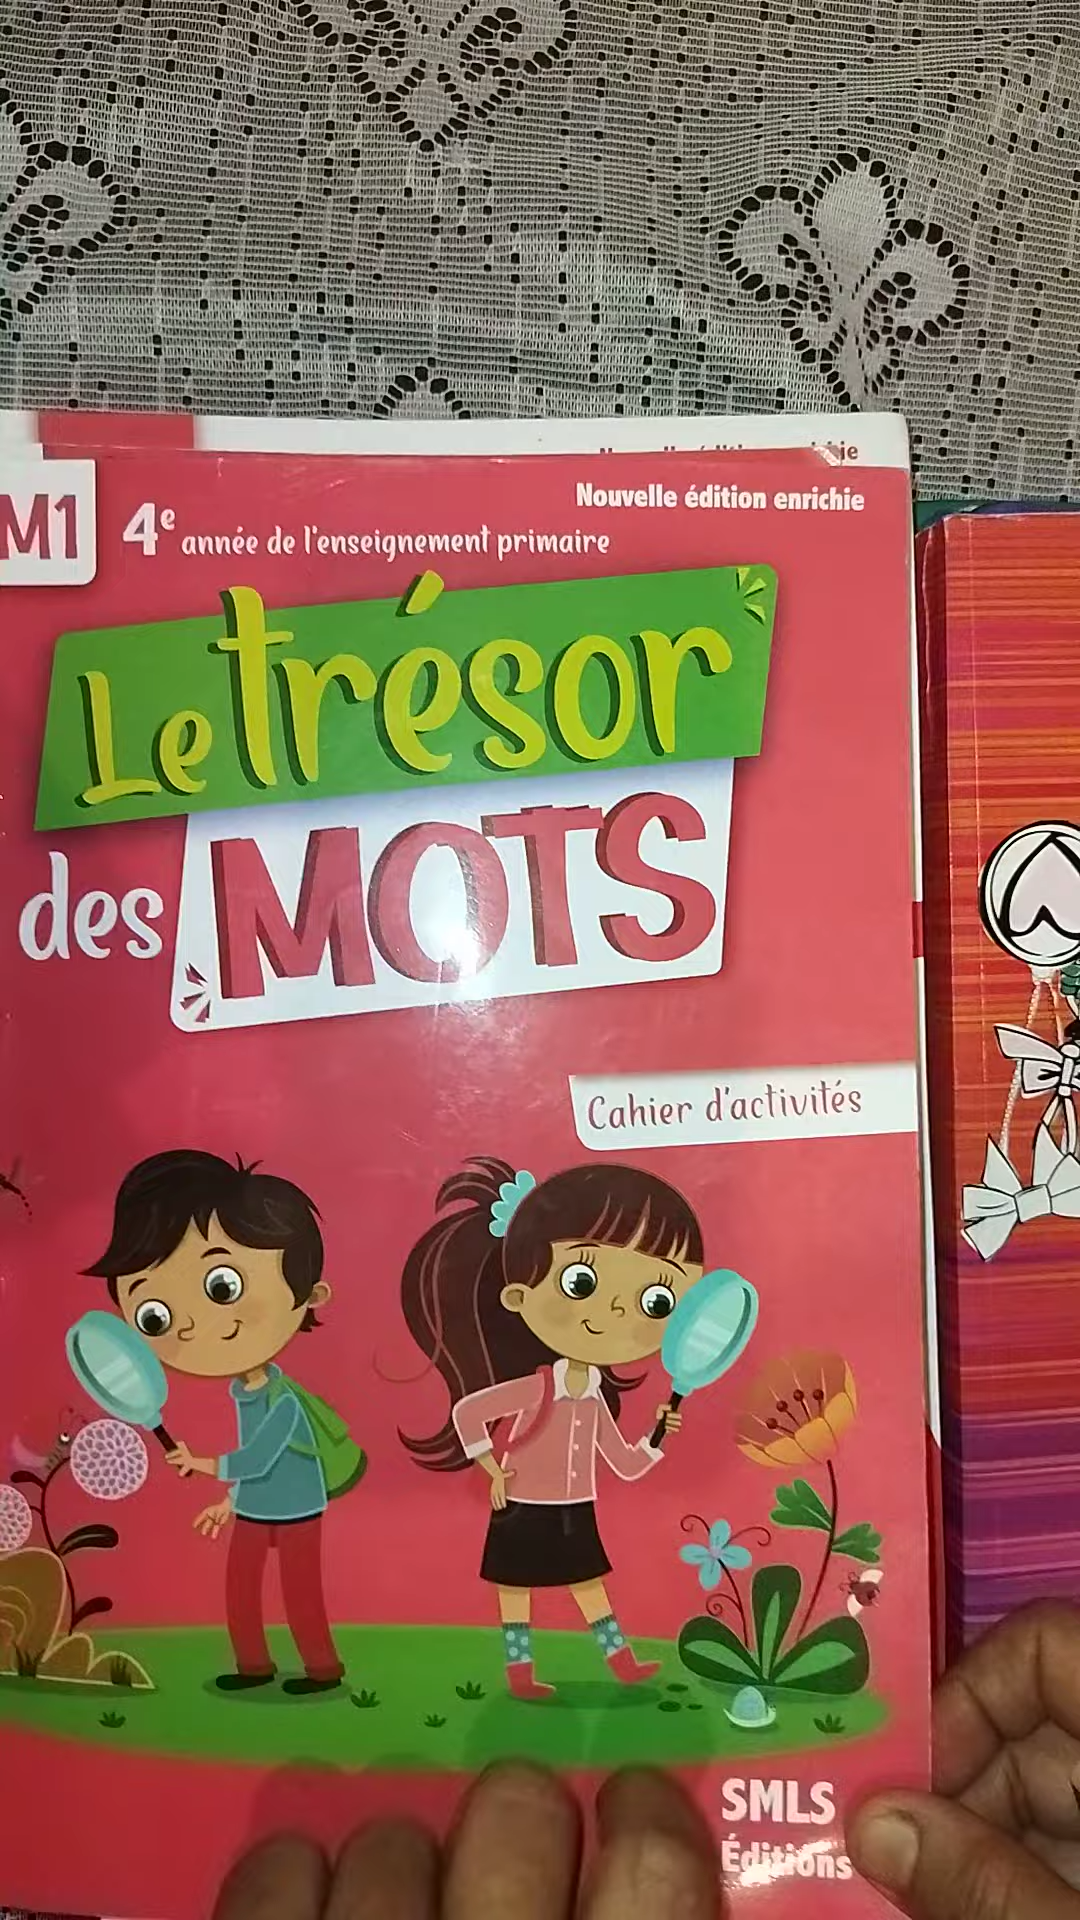 Nouvelle édition enrichie
M1
4e année de l'enseignement primaire
Le trésor
des MOTS
Cahier d'activités
SMLS
Éditions